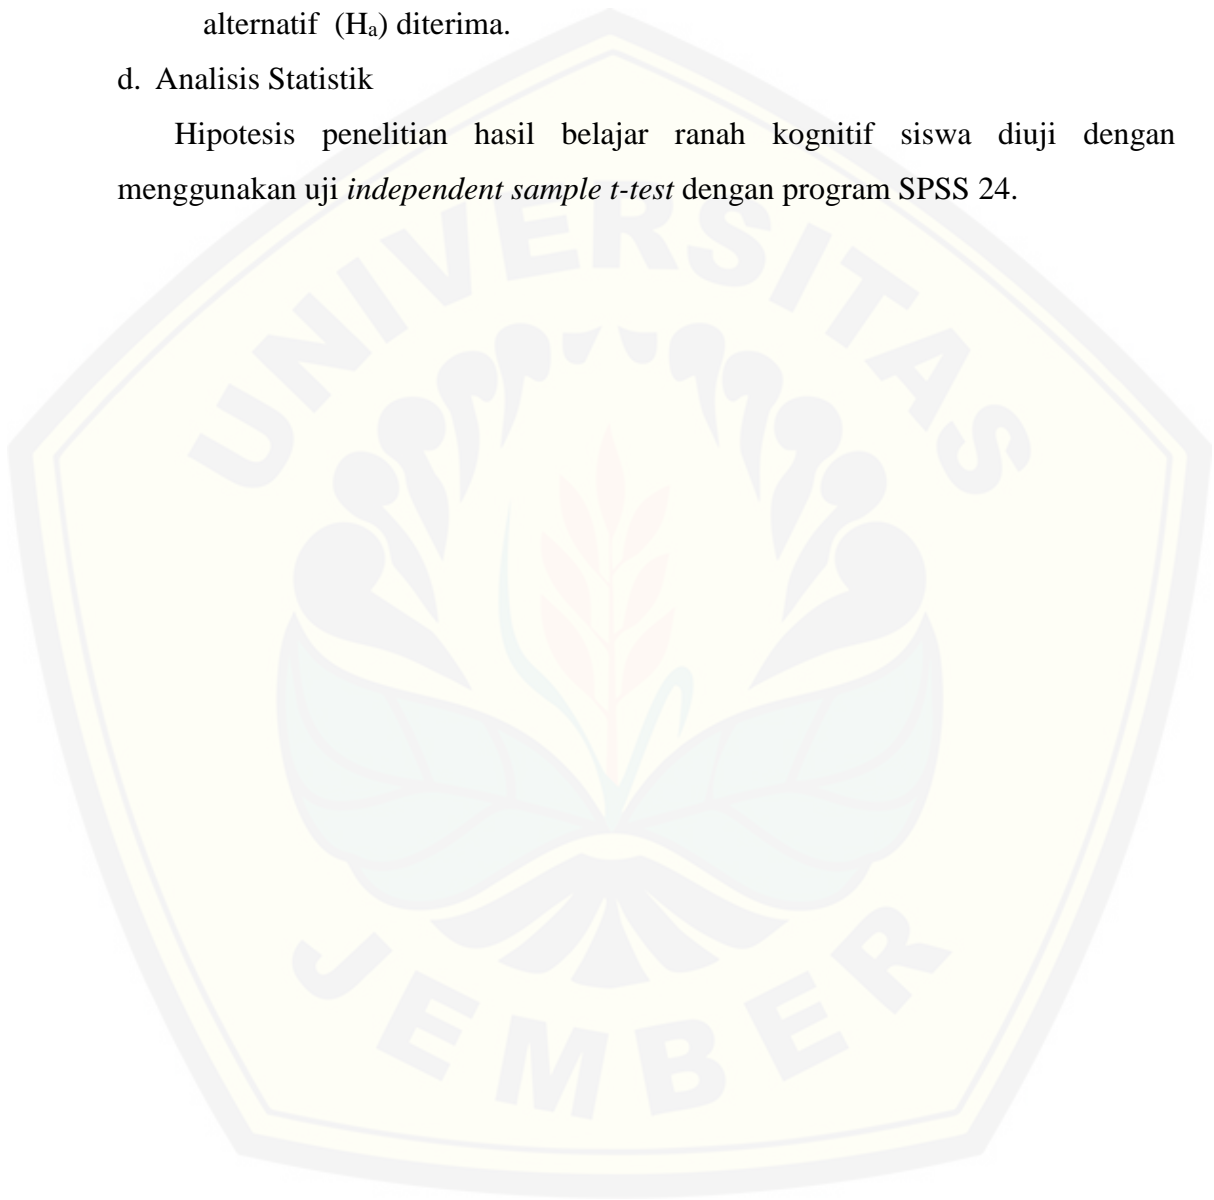 alternatif (Hₐ) diterima.
d. Analisis Statistik
Hipotesis penelitian hasil belajar ranah kognitif siswa diuji dengan
menggunakan uji independent sample t-test dengan program SPSS 24.
UNIVERSITAS
JEMBER